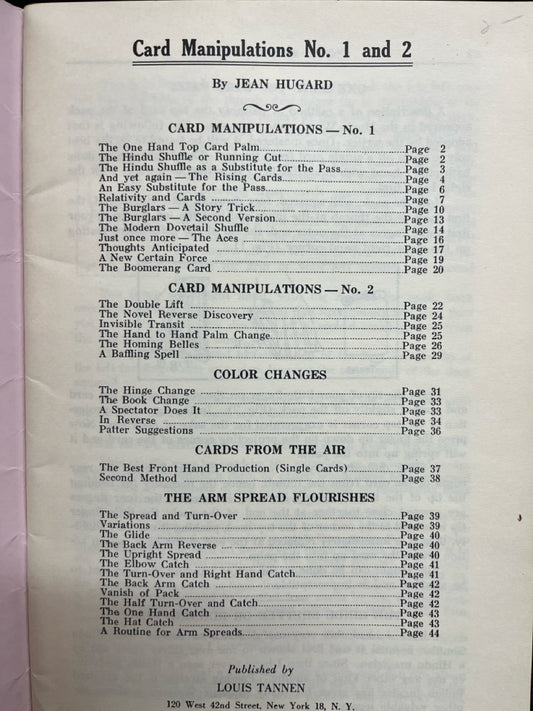 Card Manipulations No. 1 and 2
By JEAN HUGARD
CARD MANIPULATIONS — No. 1
The One Hand Top Card Palm Page 2
The Hindu Shuffle or Running Cut Page 2
The Hindu Shuffle as a Substitute for the Pass Page 3
And yet again — The Rising Cards Page 4
An Easy Substitute for the Pass Page 6
Relativity and Cards Page 7
The Burglars — A Story Trick Page 10
The Burglars — A Second Version Page 13
The Modern Dovetail Shuffle Page 14
Just once more — The Aces Page 16
Thoughts Anticipated Page 17
A New Certain Force Page 19
The Boomerang Card Page 20
CARD MANIPULATIONS — No. 2
The Double Lift Page 22
The Novel Reverse Discovery Page 24
Invisible Transit Page 25
The Hand to Hand Palm Change Page 25
The Homing Belles Page 26
A Baffling Spell Page 29
COLOR CHANGES
The Hinge Change Page 31
The Book Change Page 33
A Spectator Does It Page 33
In Reverse Page 34
Patter Suggestions Page 36
CARDS FROM THE AIR
The Best Front Hand Production (Single Cards) Page 37
Second Method Page 38
THE ARM SPREAD FLOURISHES
The Spread and Turn-Over Page 39
Variations Page 39
The Glide Page 40
The Back Arm Reverse Page 40
The Upright Spread Page 40
The Elbow Catch Page 41
The Turn-Over and Right Hand Catch Page 41
The Back Arm Catch Page 42
Vanish of Pack Page 42
The Half Turn-Over and Catch Page 42
The One Hand Catch Page 43
The Hat Catch Page 43
A Routine for Arm Spreads Page 44
Published by
LOUIS TANNEN
120 West 42nd Street, New York 18, N. Y.